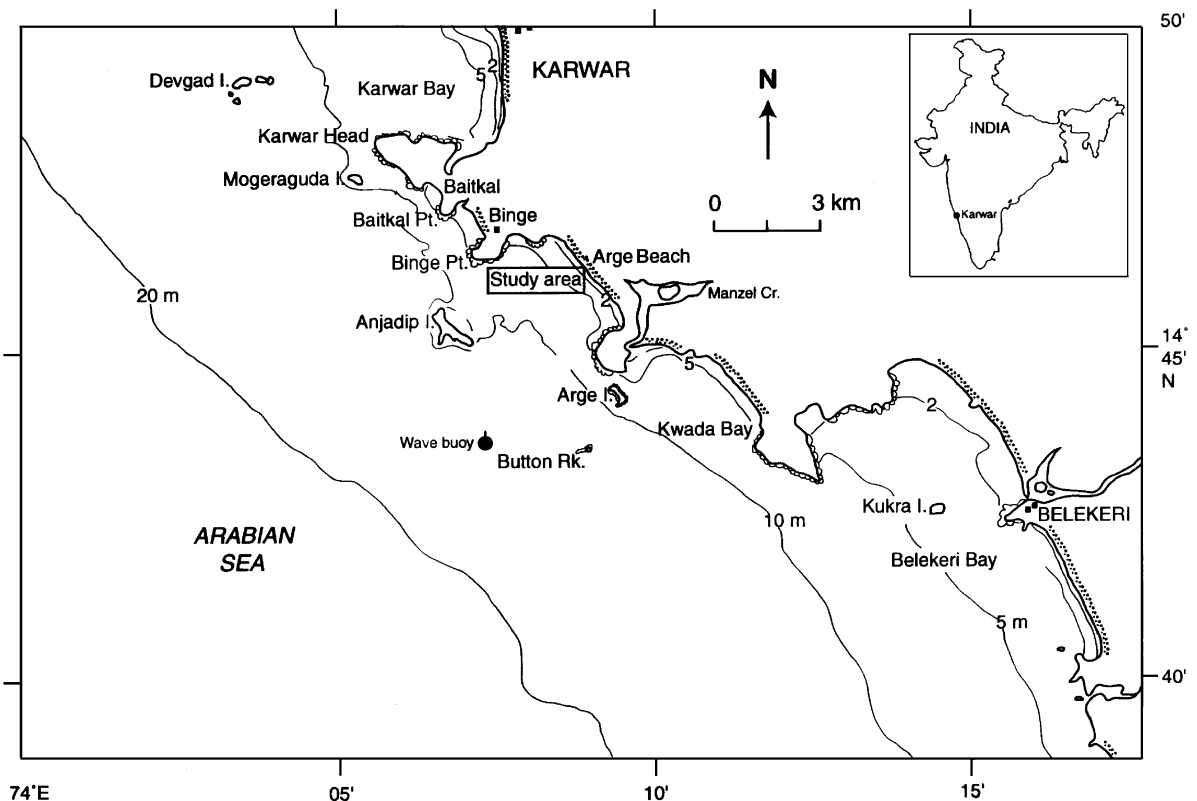 50'
Devgad I.
Karwar Bay
5
2
KARWAR
N
INDIA
Karwar
Karwar Head
Mogeraguda I.
Baitkal
Baitkal Pt.
Binge
0
3 km
Binge Pt.
Arge Beach
Study area
Manzel Cr.
20 m
Anjadip I.
14°
45'
N
5
Arge I.
2
Kwada Bay
Wave buoy
Button Rk.
Kukra I.
BELEKERI
10 m
ARABIAN
SEA
Belekeri Bay
5 m
40'
74°E
05'
10'
15'